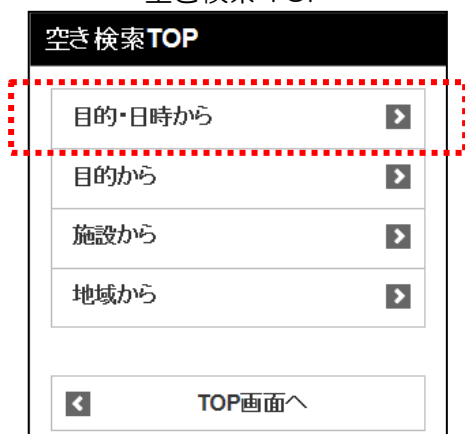 空き検索TOP
目的・日時から
目的から
施設から
地域から
TOP画面へ